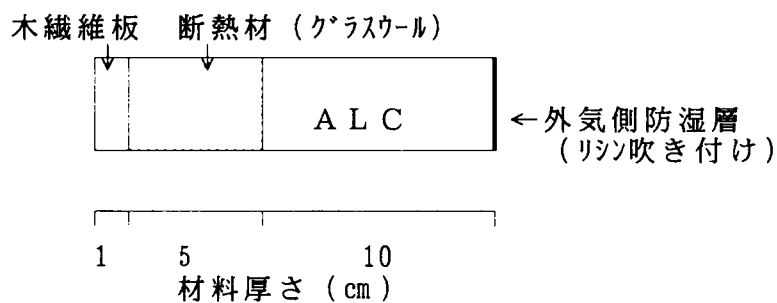 木繊維板 断熱材(グラスウール)
ALC
←外気側防湿層
(リシン吹き付け)
1 5 10
材料厚さ(cm)